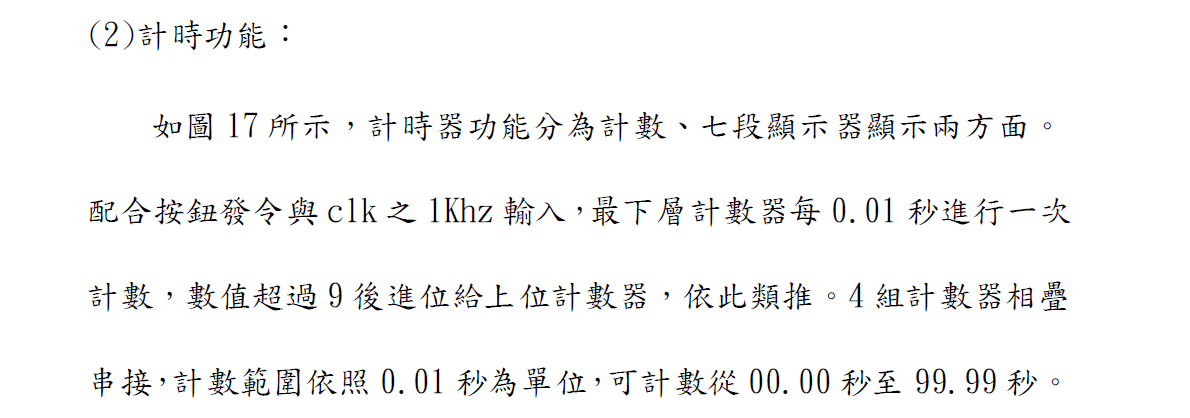 (2)計時功能：
如圖 17 所示，計時器功能分為計數、七段顯示器顯示兩方面。
配合按鈕發令與 clk 之 1Khz 輸入，最下層計數器每 0.01 秒進行一次
計數，數值超過 9 後進位給上位計數器，依此類推。4 組計數器相疊
串接，計數範圍依照 0.01 秒為單位，可計數從 00.00 秒至 99.99 秒。